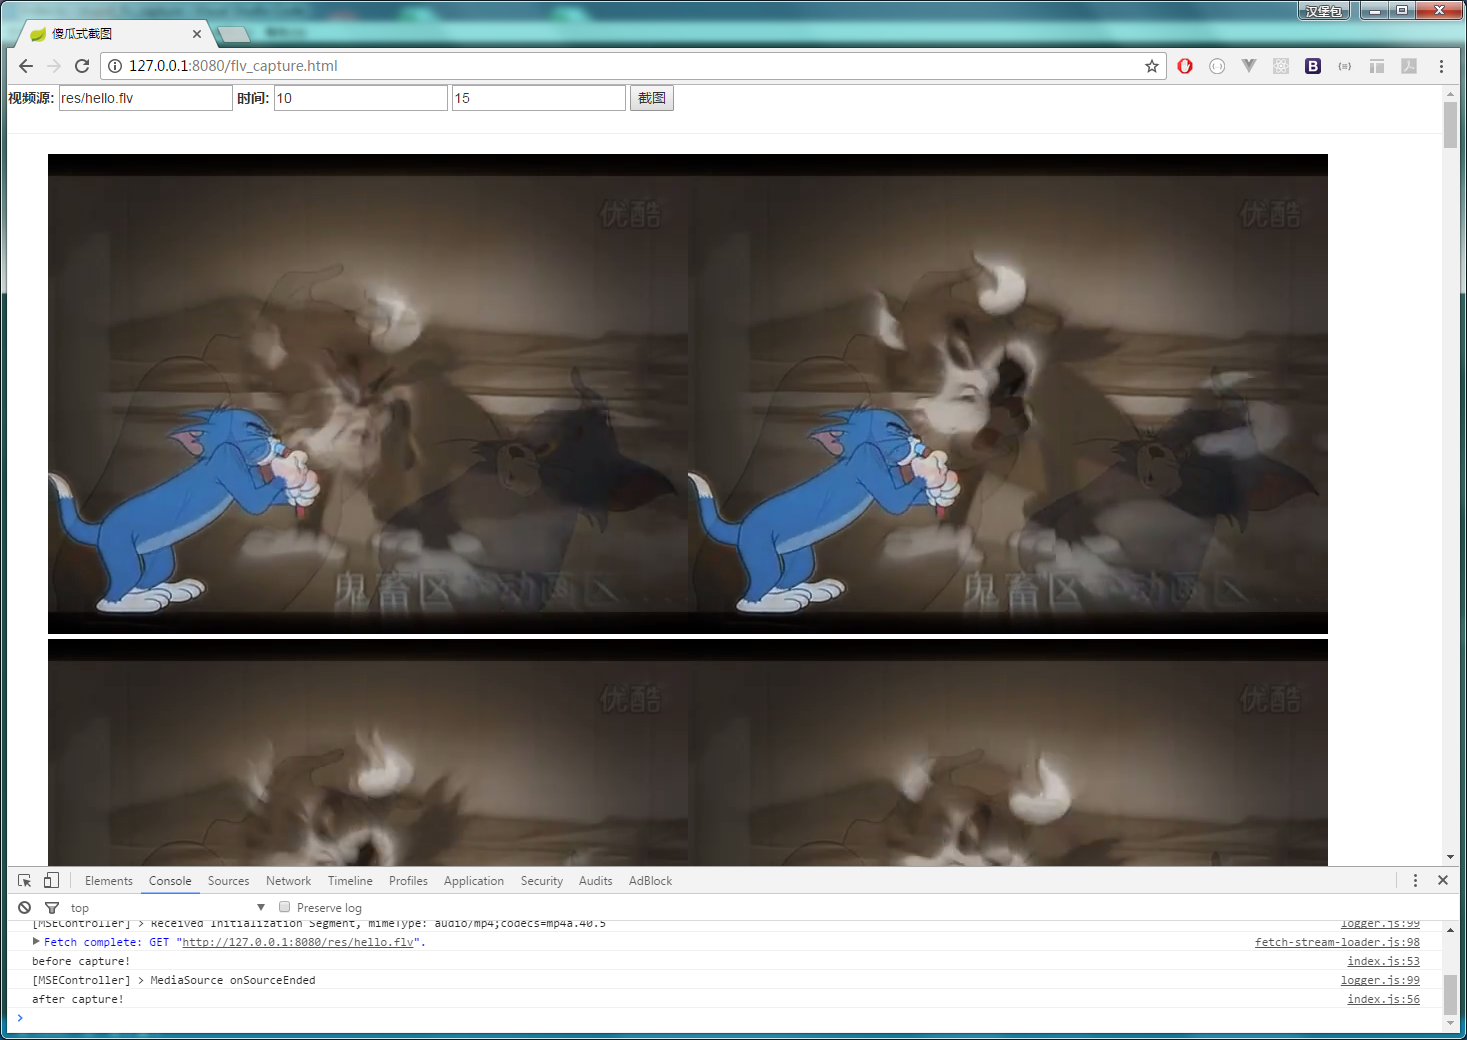 汉堡包
傻瓜式截图
127.0.0.1:8080/flv_capture.html
视频源: res/hello.flv 时间: 10 15 截图
优酷 优酷
鬼畜区 动画区... 鬼畜区 动画区...
优酷 优酷
Elements Console Sources Network Timeline Profiles Application Security Audits AdBlock
top Preserve log
[MSEController] > Received Initialization Segment, mimeType: audio/mp4;codecs=mp4a.40.5 logger.js:99
Fetch complete: GET "http://127.0.0.1:8080/res/hello.flv". fetch-stream-loader.js:98
before capture! index.js:53
[MSEController] > MediaSource onSourceEnded logger.js:99
after capture! index.js:56